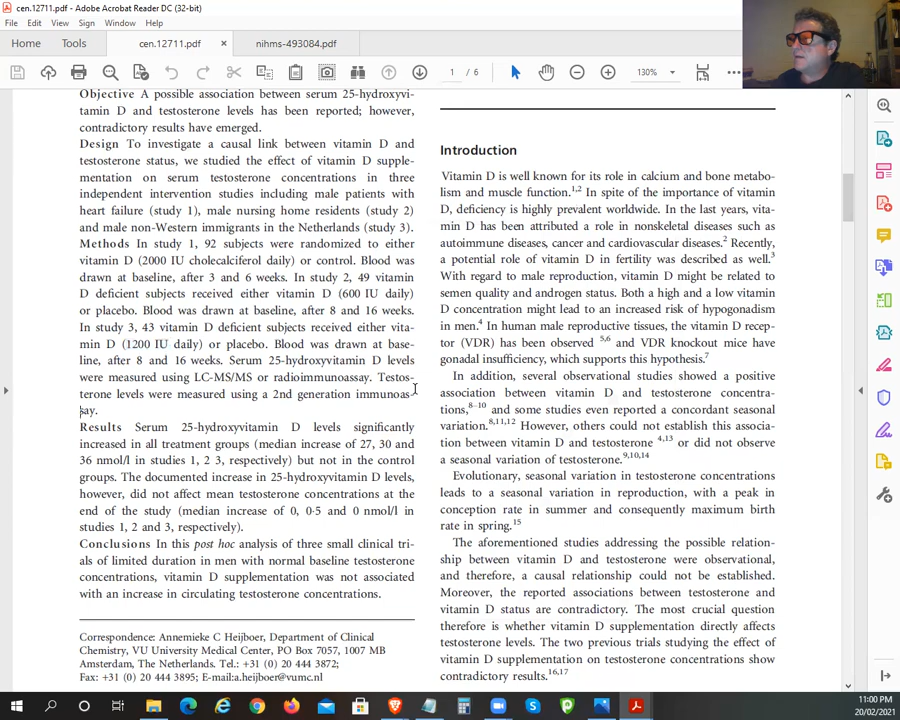 cen.12711.pdf - Adobe Acrobat Reader DC (32-bit)
File Edit View Sign Window Help
Home Tools cen.12711.pdf × nihms-493084.pdf
1 / 6 130%
Objective A possible association between serum 25-hydroxyvi-
tamin D and testosterone levels has been reported; however,
contradictory results have emerged.
Design To investigate a causal link between vitamin D and
testosterone status, we studied the effect of vitamin D supple-
mentation on serum testosterone concentrations in three
independent intervention studies including male patients with
heart failure (study 1), male nursing home residents (study 2)
and male non-Western immigrants in the Netherlands (study 3).
Methods In study 1, 92 subjects were randomized to either
vitamin D (2000 IU cholecalciferol daily) or control. Blood was
drawn at baseline, after 3 and 6 weeks. In study 2, 49 vitamin
D deficient subjects received either vitamin D (600 IU daily)
or placebo. Blood was drawn at baseline, after 8 and 16 weeks.
In study 3, 43 vitamin D deficient subjects received either vita-
min D (1200 IU daily) or placebo. Blood was drawn at base-
line, after 8 and 16 weeks. Serum 25-hydroxyvitamin D levels
were measured using LC-MS/MS or radioimmunoassay. Testos-
terone levels were measured using a 2nd generation immunoas-
say.
Results Serum 25-hydroxyvitamin D levels significantly
increased in all treatment groups (median increase of 27, 30 and
36 nmol/l in studies 1, 2 3, respectively) but not in the control
groups. The documented increase in 25-hydroxyvitamin D levels,
however, did not affect mean testosterone concentrations at the
end of the study (median increase of 0, 0·5 and 0 nmol/l in
studies 1, 2 and 3, respectively).
Conclusions In this post hoc analysis of three small clinical tri-
als of limited duration in men with normal baseline testosterone
concentrations, vitamin D supplementation was not associated
with an increase in circulating testosterone concentrations.
Correspondence: Annemieke C Heijboer, Department of Clinical
Chemistry, VU University Medical Center, PO Box 7057, 1007 MB
Amsterdam, The Netherlands. Tel.: +31 (0) 20 444 3872;
Fax: +31 (0) 20 444 3895; E-mail:a.heijboer@vumc.nl
Introduction
Vitamin D is well known for its role in calcium and bone metabo-
lism and muscle function.1,2 In spite of the importance of vitamin
D, deficiency is highly prevalent worldwide. In the last years, vita-
min D has been attributed a role in nonskeletal diseases such as
autoimmune diseases, cancer and cardiovascular diseases.2 Recently,
a potential role of vitamin D in fertility was described as well.3
With regard to male reproduction, vitamin D might be related to
semen quality and androgen status. Both a high and a low vitamin
D concentration might lead to an increased risk of hypogonadism
in men.4 In human male reproductive tissues, the vitamin D recep-
tor (VDR) has been observed 5,6 and VDR knockout mice have
gonadal insufficiency, which supports this hypothesis.7
In addition, several observational studies showed a positive
association between vitamin D and testosterone concentra-
tions,8–10 and some studies even reported a concordant seasonal
variation.8,11,12 However, others could not establish this associa-
tion between vitamin D and testosterone 4,13 or did not observe
a seasonal variation of testosterone.9,10,14
Evolutionary, seasonal variation in testosterone concentrations
leads to a seasonal variation in reproduction, with a peak in
conception rate in summer and consequently maximum birth
rate in spring.15
The aforementioned studies addressing the possible relation-
ship between vitamin D and testosterone were observational,
and therefore, a causal relationship could not be established.
Moreover, the reported associations between testosterone and
vitamin D status are contradictory. The most crucial question
therefore is whether vitamin D supplementation directly affects
testosterone levels. The two previous trials studying the effect of
vitamin D supplementation on testosterone concentrations show
contradictory results.16,17
11:00 PM
20/02/2021